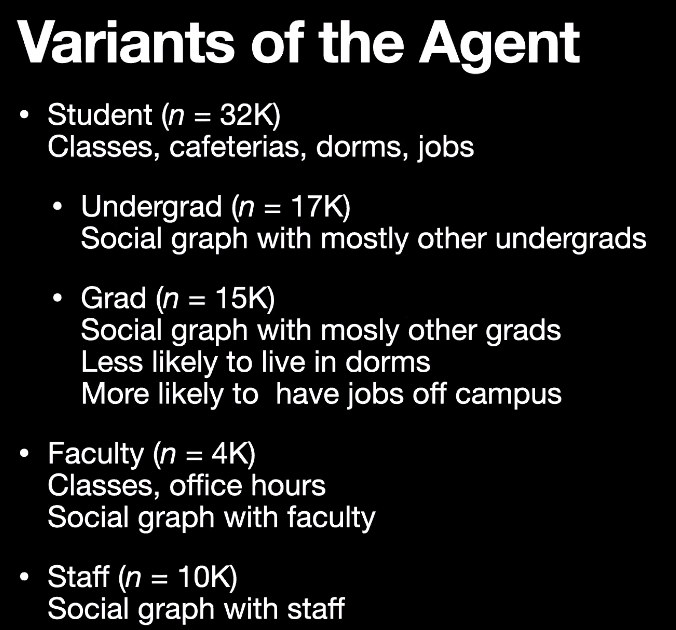 Variants of the Agent
• Student (n = 32K)
Classes, cafeterias, dorms, jobs
• Undergrad (n = 17K)
Social graph with mostly other undergrads
• Grad (n = 15K)
Social graph with mosly other grads
Less likely to live in dorms
More likely to  have jobs off campus
• Faculty (n = 4K)
Classes, office hours
Social graph with faculty
• Staff (n = 10K)
Social graph with staff